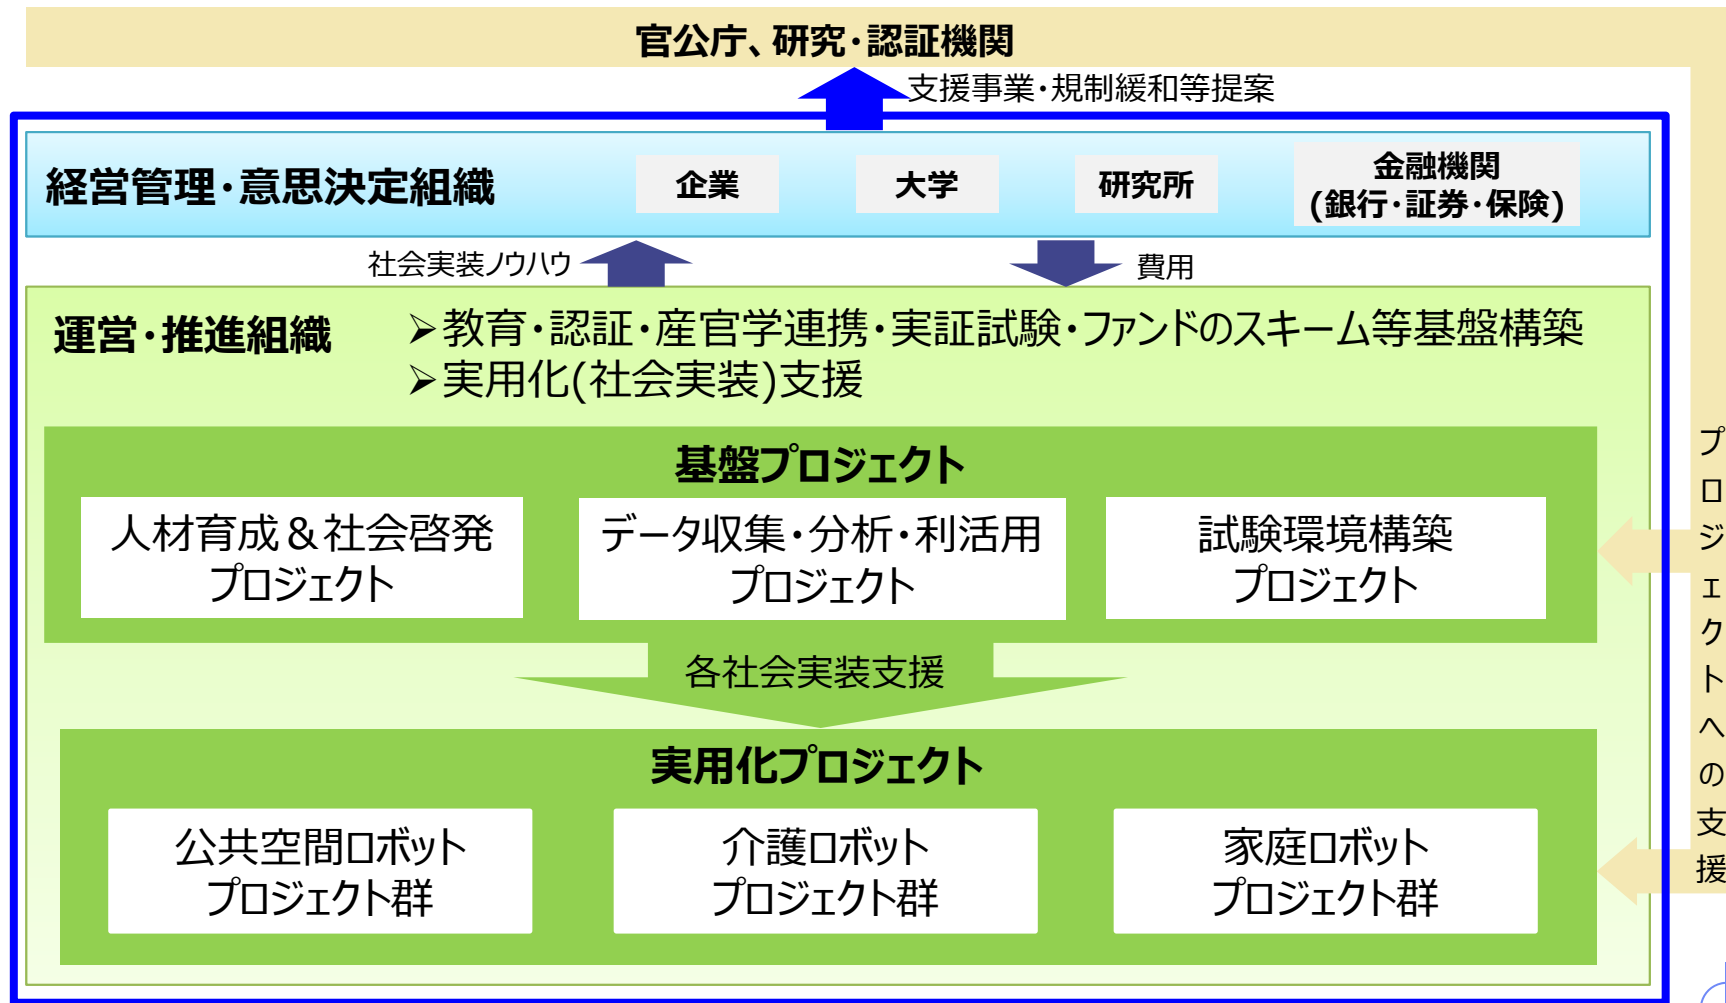 官公庁、研究・認証機関
支援事業・規制緩和等提案
経営管理・意思決定組織
企業
大学
研究所
金融機関
(銀行・証券・保険)
社会実装ノウハウ
費用
運営・推進組織
➢教育・認証・産官学連携・実証試験・ファンドのスキーム等基盤構築
➢実用化(社会実装)支援
基盤プロジェクト
人材育成＆社会啓発
プロジェクト
データ収集・分析・利活用
プロジェクト
試験環境構築
プロジェクト
各社会実装支援
実用化プロジェクト
公共空間ロボット
プロジェクト群
介護ロボット
プロジェクト群
家庭ロボット
プロジェクト群
プロジェクトへの支援